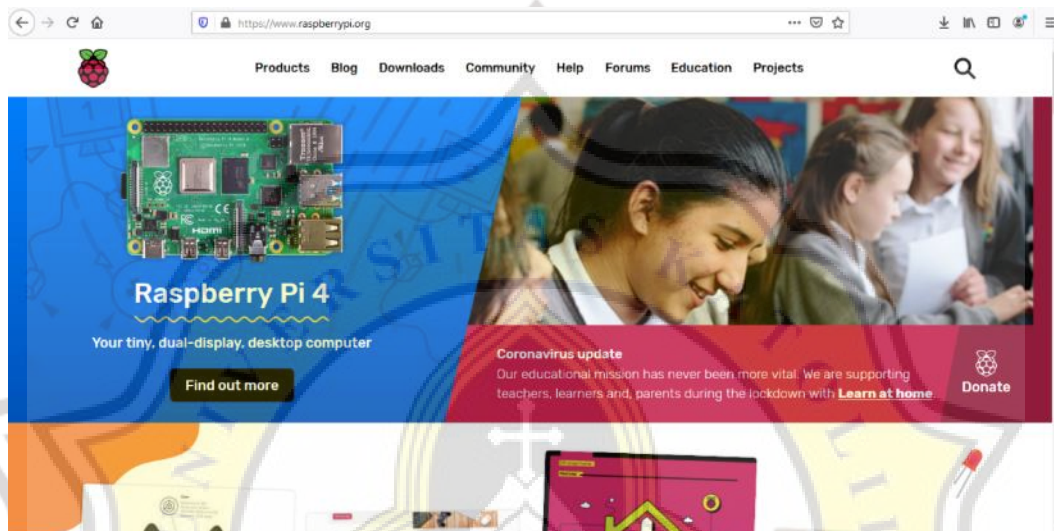 https://www.raspberrypi.org
Products Blog Downloads Community Help Forums Education Projects
HDMI
Raspberry Pi 4
Your tiny, dual-display, desktop computer
Find out more
Coronavirus update
Our educational mission has never been more vital. We are supporting
teachers, learners and, parents during the lockdown with Learn at home.
Donate
ERSITAS K